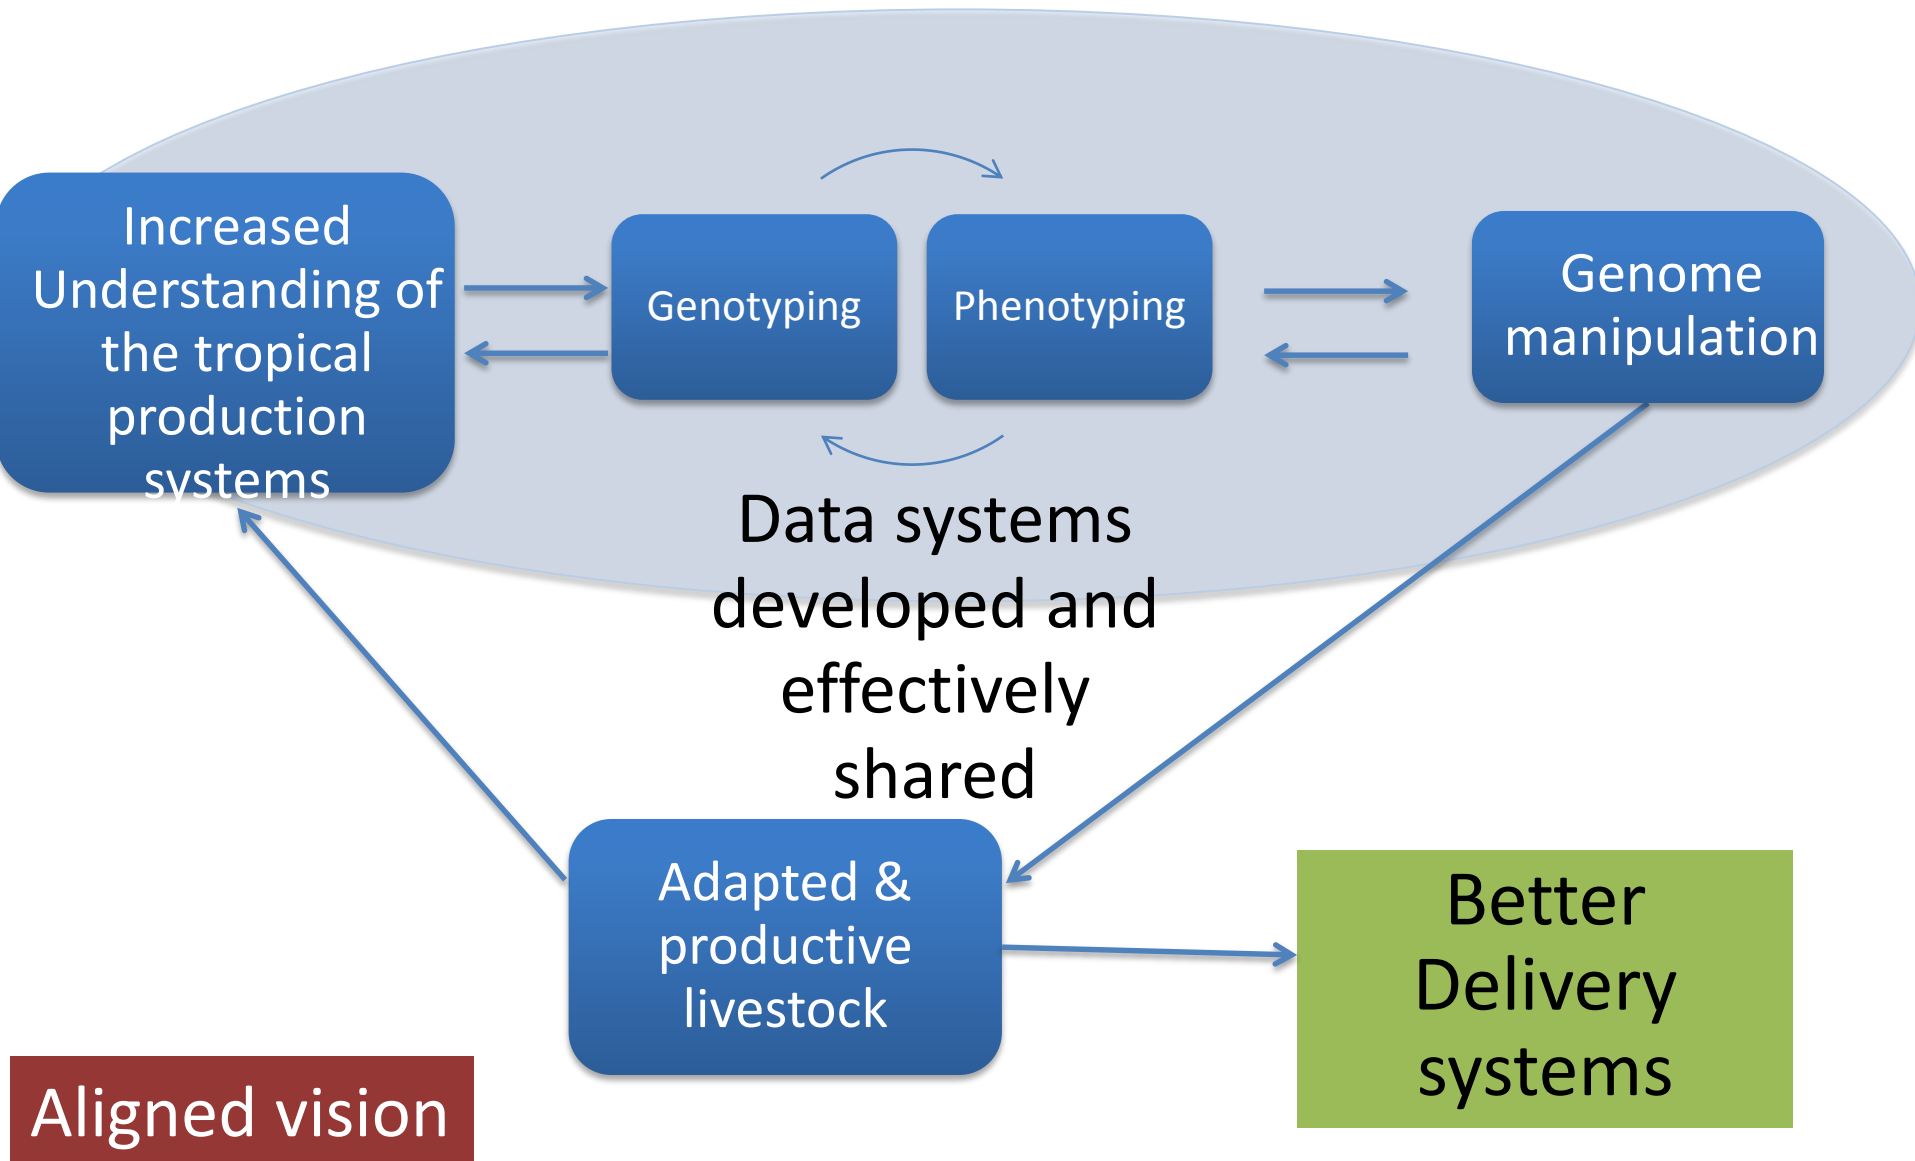 Increased
Understanding of
the tropical
production
systems
Genotyping
Phenotyping
Genome
manipulation
Data systems
developed and
effectively
shared
Adapted &
productive
livestock
Better
Delivery
systems
Aligned vision